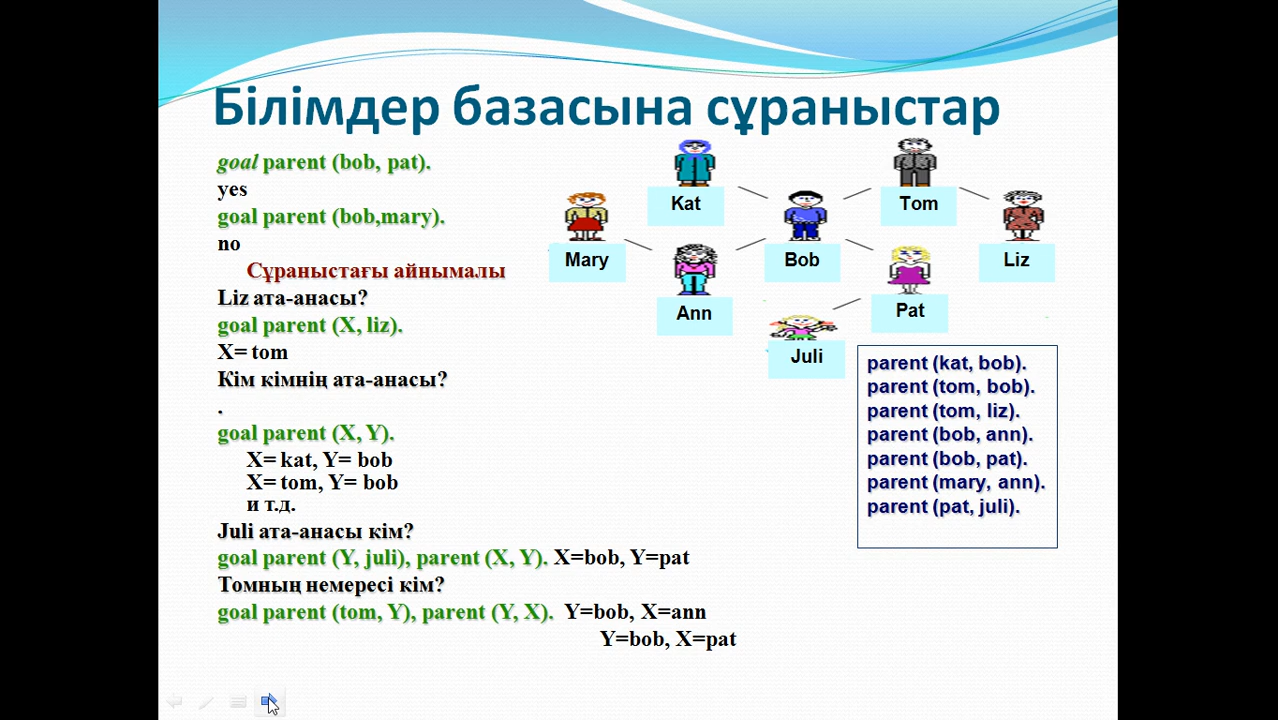 Білімдер базасына сұраныстар
goal parent (bob, pat).
yes
goal parent (bob,mary).
no
Сұраныстағы айнымалы
Liz ата-анасы?
goal parent (X, liz).
X= tom
Кім кімнің ата-анасы?
.
goal parent (X, Y).
X= kat, Y= bob
X= tom, Y= bob
и т.д.
Juli ата-анасы кім?
goal parent (Y, juli), parent (X, Y). X=bob, Y=pat
Томның немересі кім?
goal parent (tom, Y), parent (Y, X). Y=bob, X=ann
Y=bob, X=pat
Kat
Tom
Mary
Bob
Liz
Ann
Pat
Juli
parent (kat, bob).
parent (tom, bob).
parent (tom, liz).
parent (bob, ann).
parent (bob, pat).
parent (mary, ann).
parent (pat, juli).